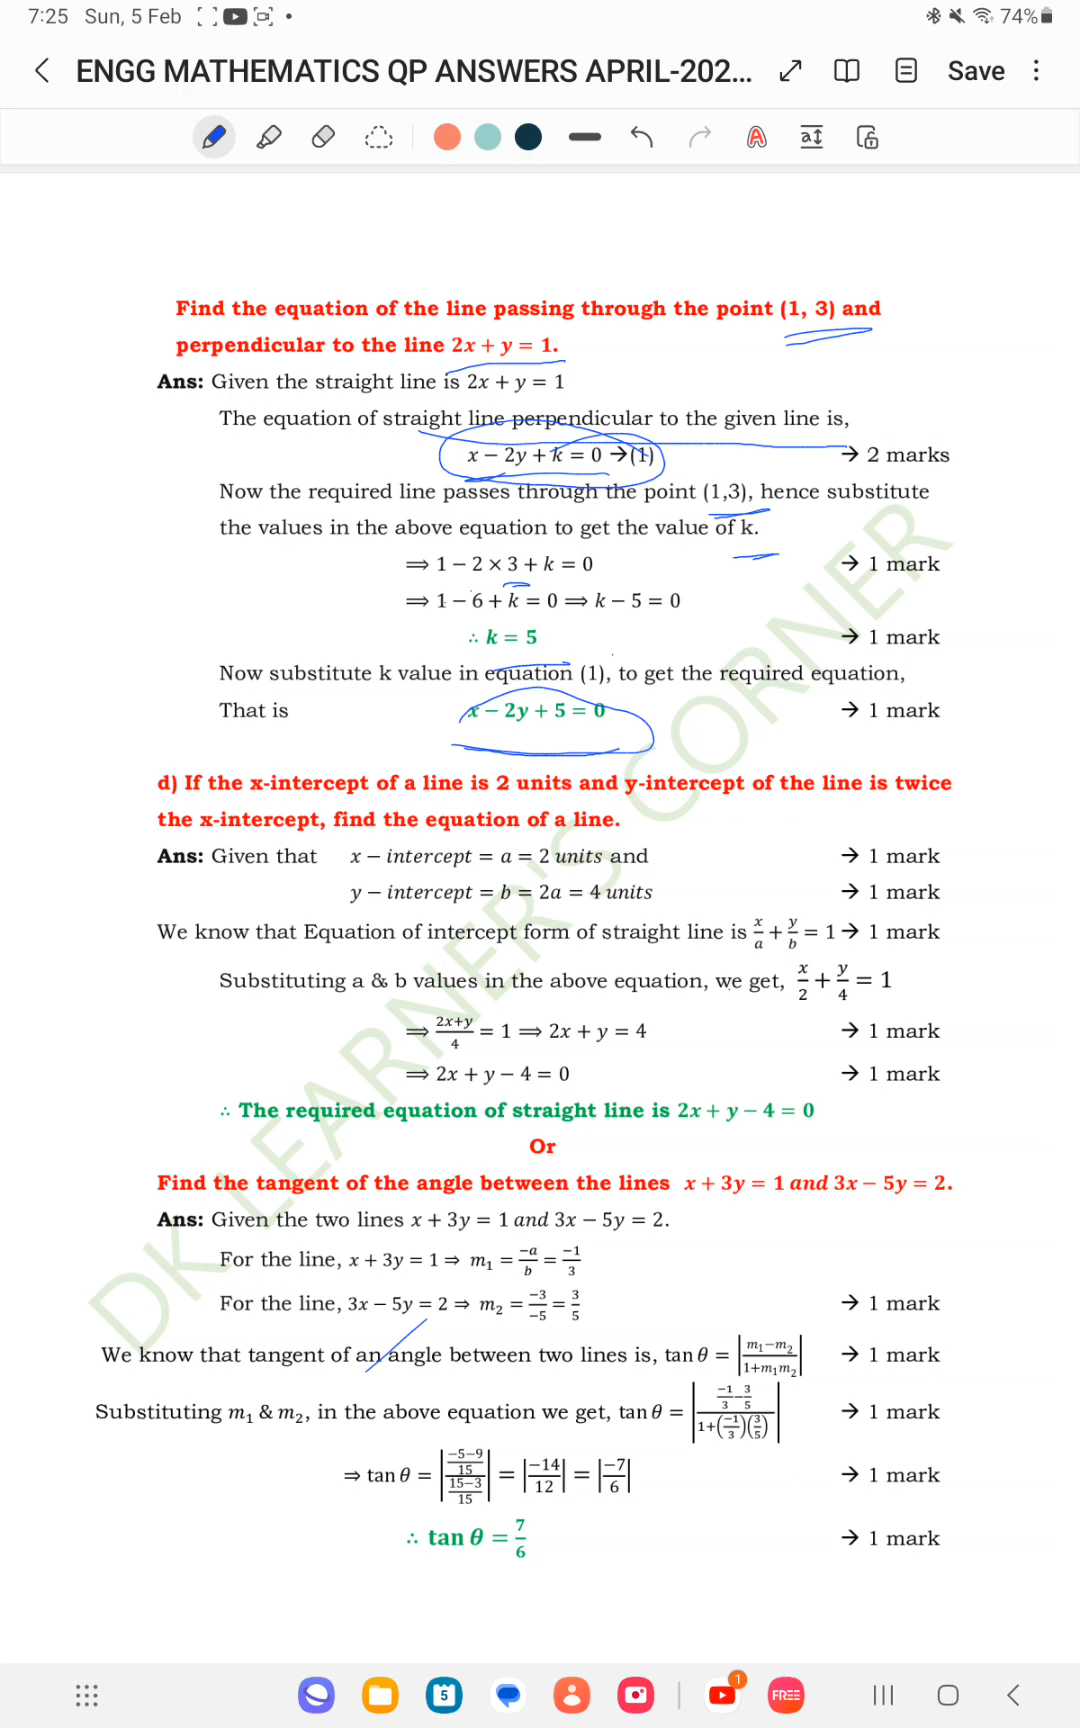 7:25 Sun, 5 Feb
74%
ENGG MATHEMATICS QP ANSWERS APRIL-202...
Save
Find the equation of the line passing through the point (1, 3) and
perpendicular to the line 2x + y = 1.
Ans: Given the straight line is 2x + y = 1
The equation of straight line perpendicular to the given line is,
x − 2y + k = 0 →(1) → 2 marks
Now the required line passes through the point (1,3), hence substitute
the values in the above equation to get the value of k.
⟹ 1 − 2 × 3 + k = 0 → 1 mark
⟹ 1 − 6 + k = 0 ⟹ k − 5 = 0
∴ k = 5 → 1 mark
Now substitute k value in equation (1), to get the required equation,
That is x − 2y + 5 = 0 → 1 mark
d) If the x-intercept of a line is 2 units and y-intercept of the line is twice
the x-intercept, find the equation of a line.
Ans: Given that x − intercept = a = 2 units and → 1 mark
y − intercept = b = 2a = 4 units → 1 mark
We know that Equation of intercept form of straight line is x/a + y/b = 1 → 1 mark
Substituting a & b values in the above equation, we get, x/2 + y/4 = 1
⟹ (2x+y)/4 = 1 ⟹ 2x + y = 4 → 1 mark
⟹ 2x + y − 4 = 0 → 1 mark
∴ The required equation of straight line is 2x + y − 4 = 0
Or
Find the tangent of the angle between the lines x + 3y = 1 and 3x − 5y = 2.
Ans: Given the two lines x + 3y = 1 and 3x − 5y = 2.
For the line, x + 3y = 1 ⇒ m₁ = −a/b = −1/3
For the line, 3x − 5y = 2 ⇒ m₂ = −3/−5 = 3/5 → 1 mark
We know that tangent of an angle between two lines is, tan θ = |(m₁−m₂)/(1+m₁m₂)| → 1 mark
Substituting m₁ & m₂, in the above equation we get, tan θ = |(−1/3 − 3/5)/(1+(−1/3)(3/5))| → 1 mark
⇒ tan θ = |((−5−9)/15)/((15−3)/15)| = |−14/12| = |−7/6| → 1 mark
∴ tan θ = 7/6 → 1 mark
DK LEARNER'S CORNER
5
1
FREE